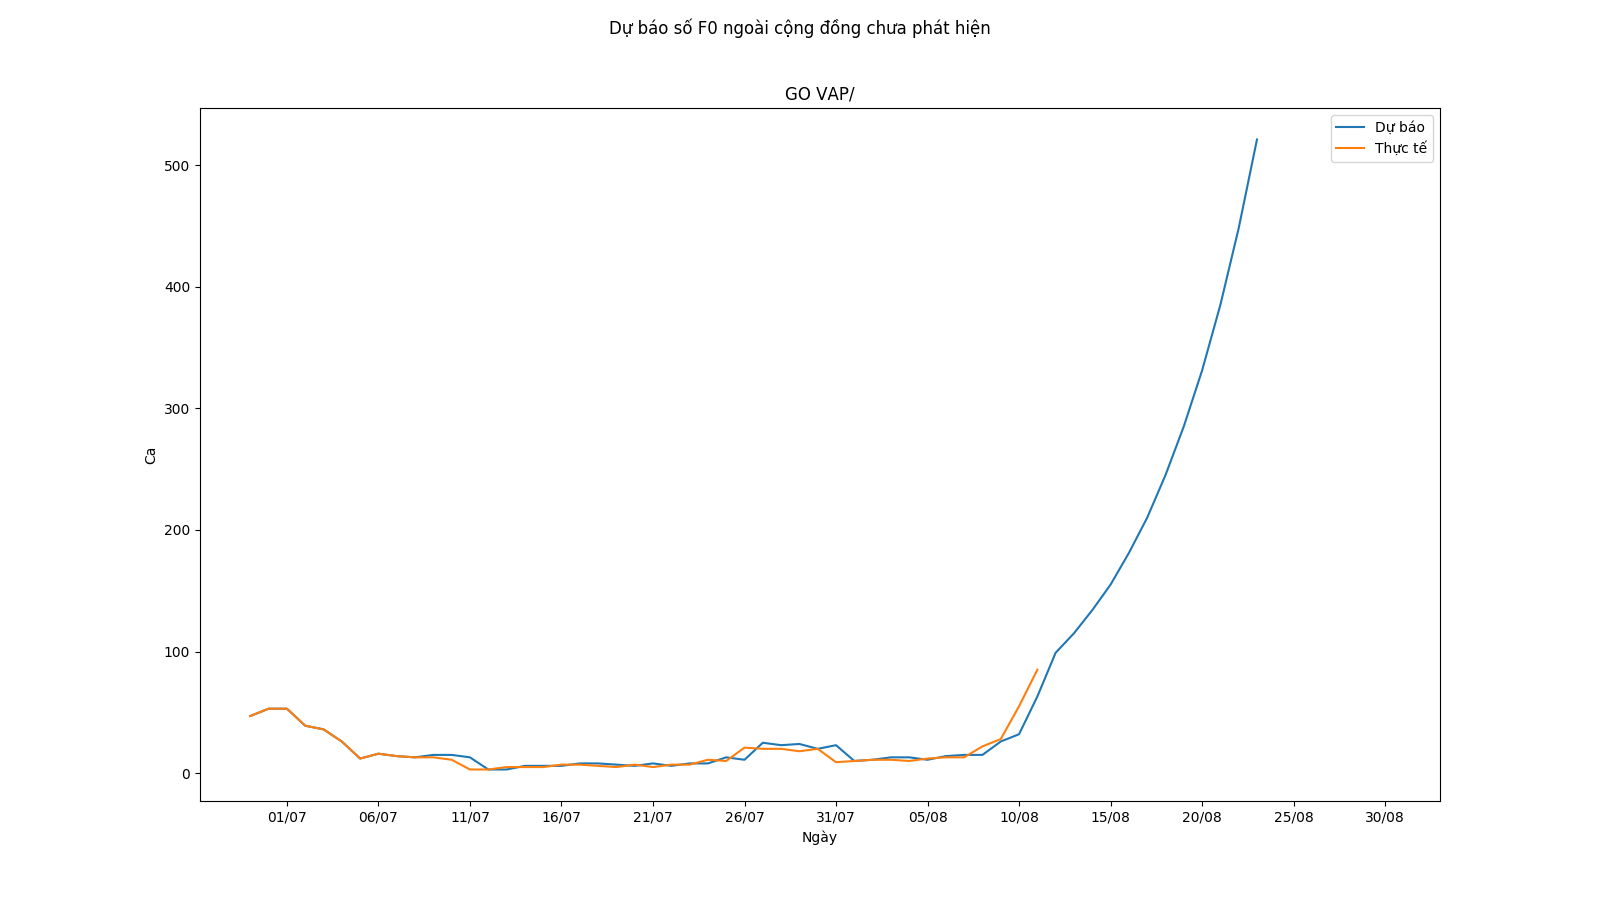 Dự báo số F0 ngoài cộng đồng chưa phát hiện
GO VAP/
Dự báo
Thực tế
500
400
300
200
100
0
Ca
01/07 06/07 11/07 16/07 21/07 26/07 31/07 05/08 10/08 15/08 20/08 25/08 30/08
Ngày